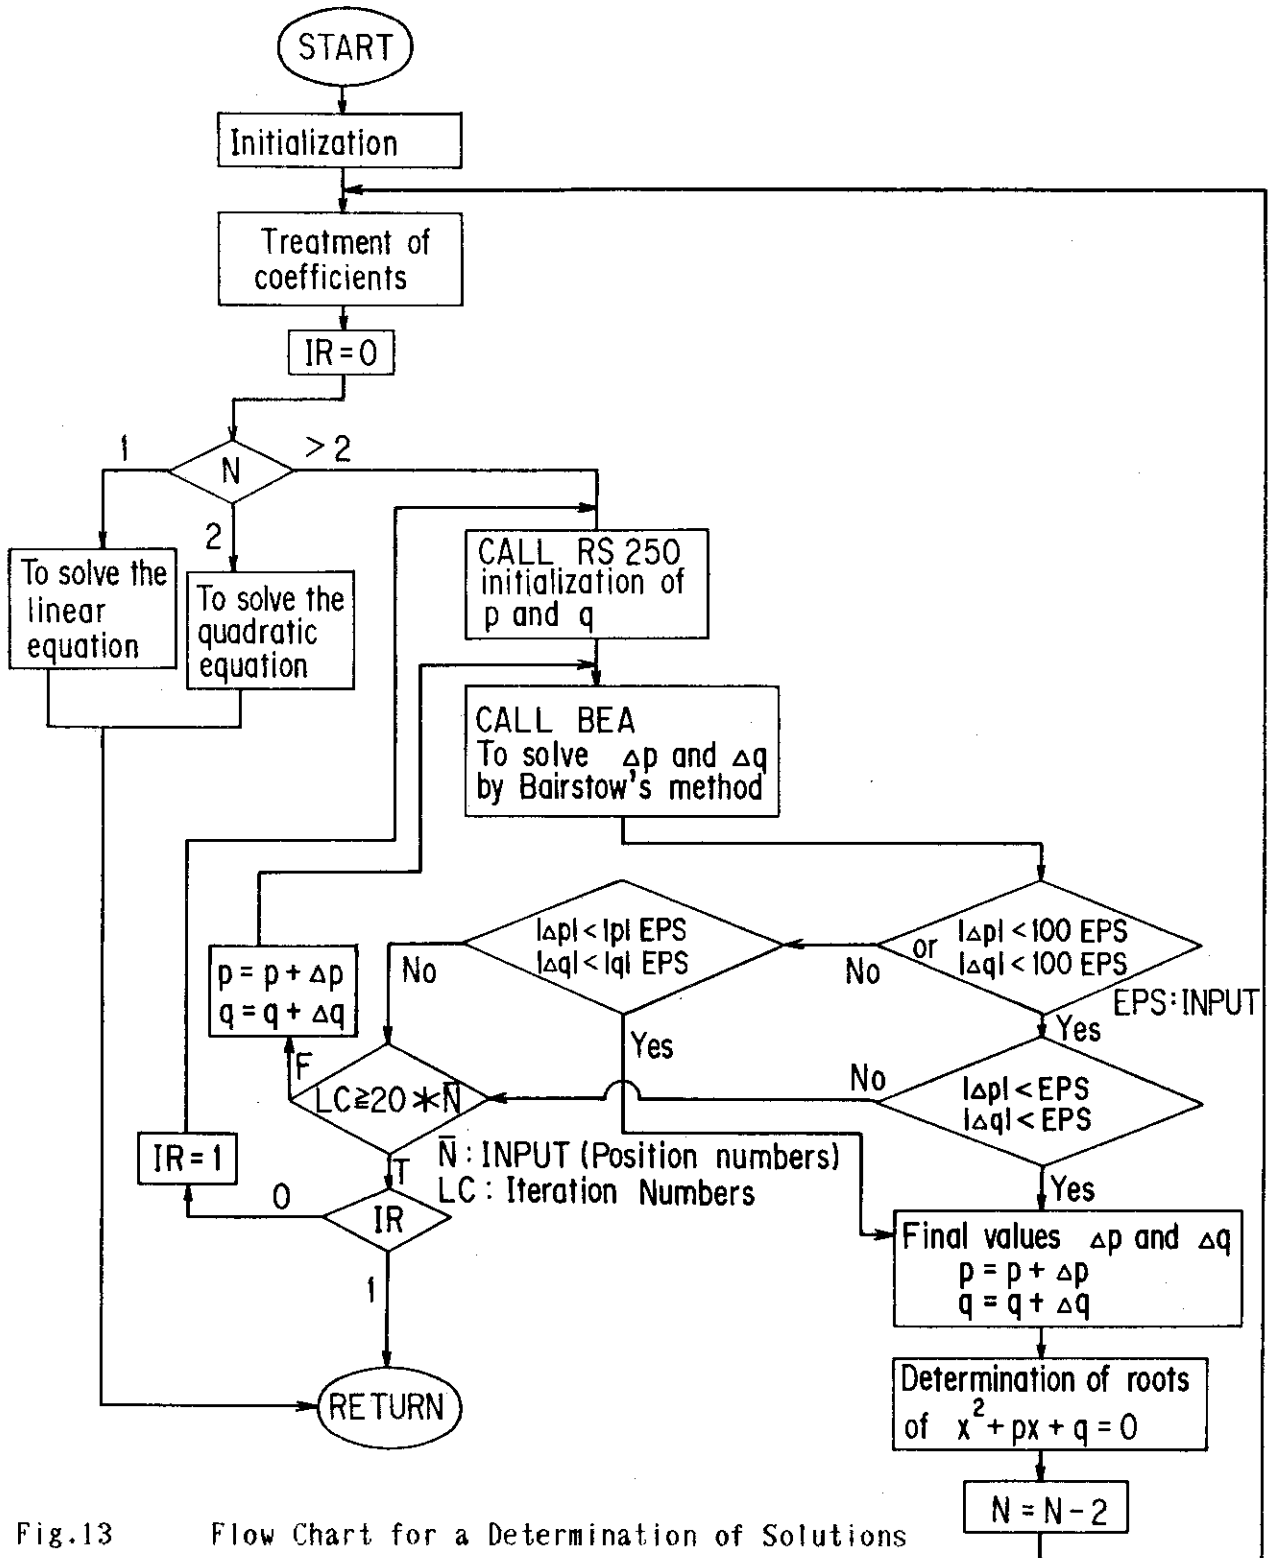 START
Initialization
Treatment of
coefficients
IR = 0
N
1
> 2
2
To solve the
linear
equation
To solve the
quadratic
equation
CALL RS 250
initialization of
p and q
CALL BEA
To solve Δp and Δq
by Bairstow's method
or
|Δp| < 100 EPS
|Δq| < 100 EPS
EPS : INPUT
No
Yes
|Δp| < |p| EPS
|Δq| < |q| EPS
No
Yes
p = p + Δp
q = q + Δq
F
LC ≧ 20 * N̄
T
No
|Δp| < EPS
|Δq| < EPS
Yes
N̄ : INPUT (Position numbers)
LC : Iteration Numbers
IR = 1
0
IR
1
Final values Δp and Δq
p = p + Δp
q = q + Δq
RETURN
Determination of roots
of x² + px + q = 0
N = N - 2
Fig.13 Flow Chart for a Determination of Solutions